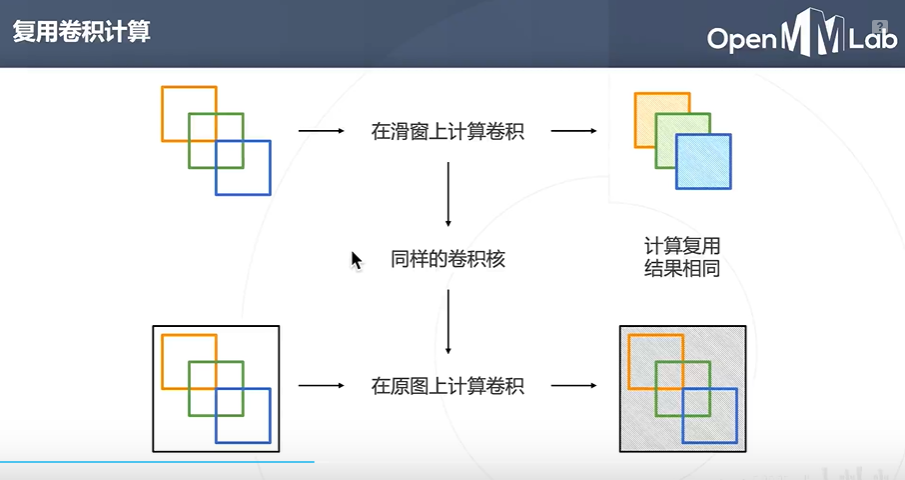 复用卷积计算
OpenMMLab
?
在滑窗上计算卷积
同样的卷积核
计算复用
结果相同
在原图上计算卷积